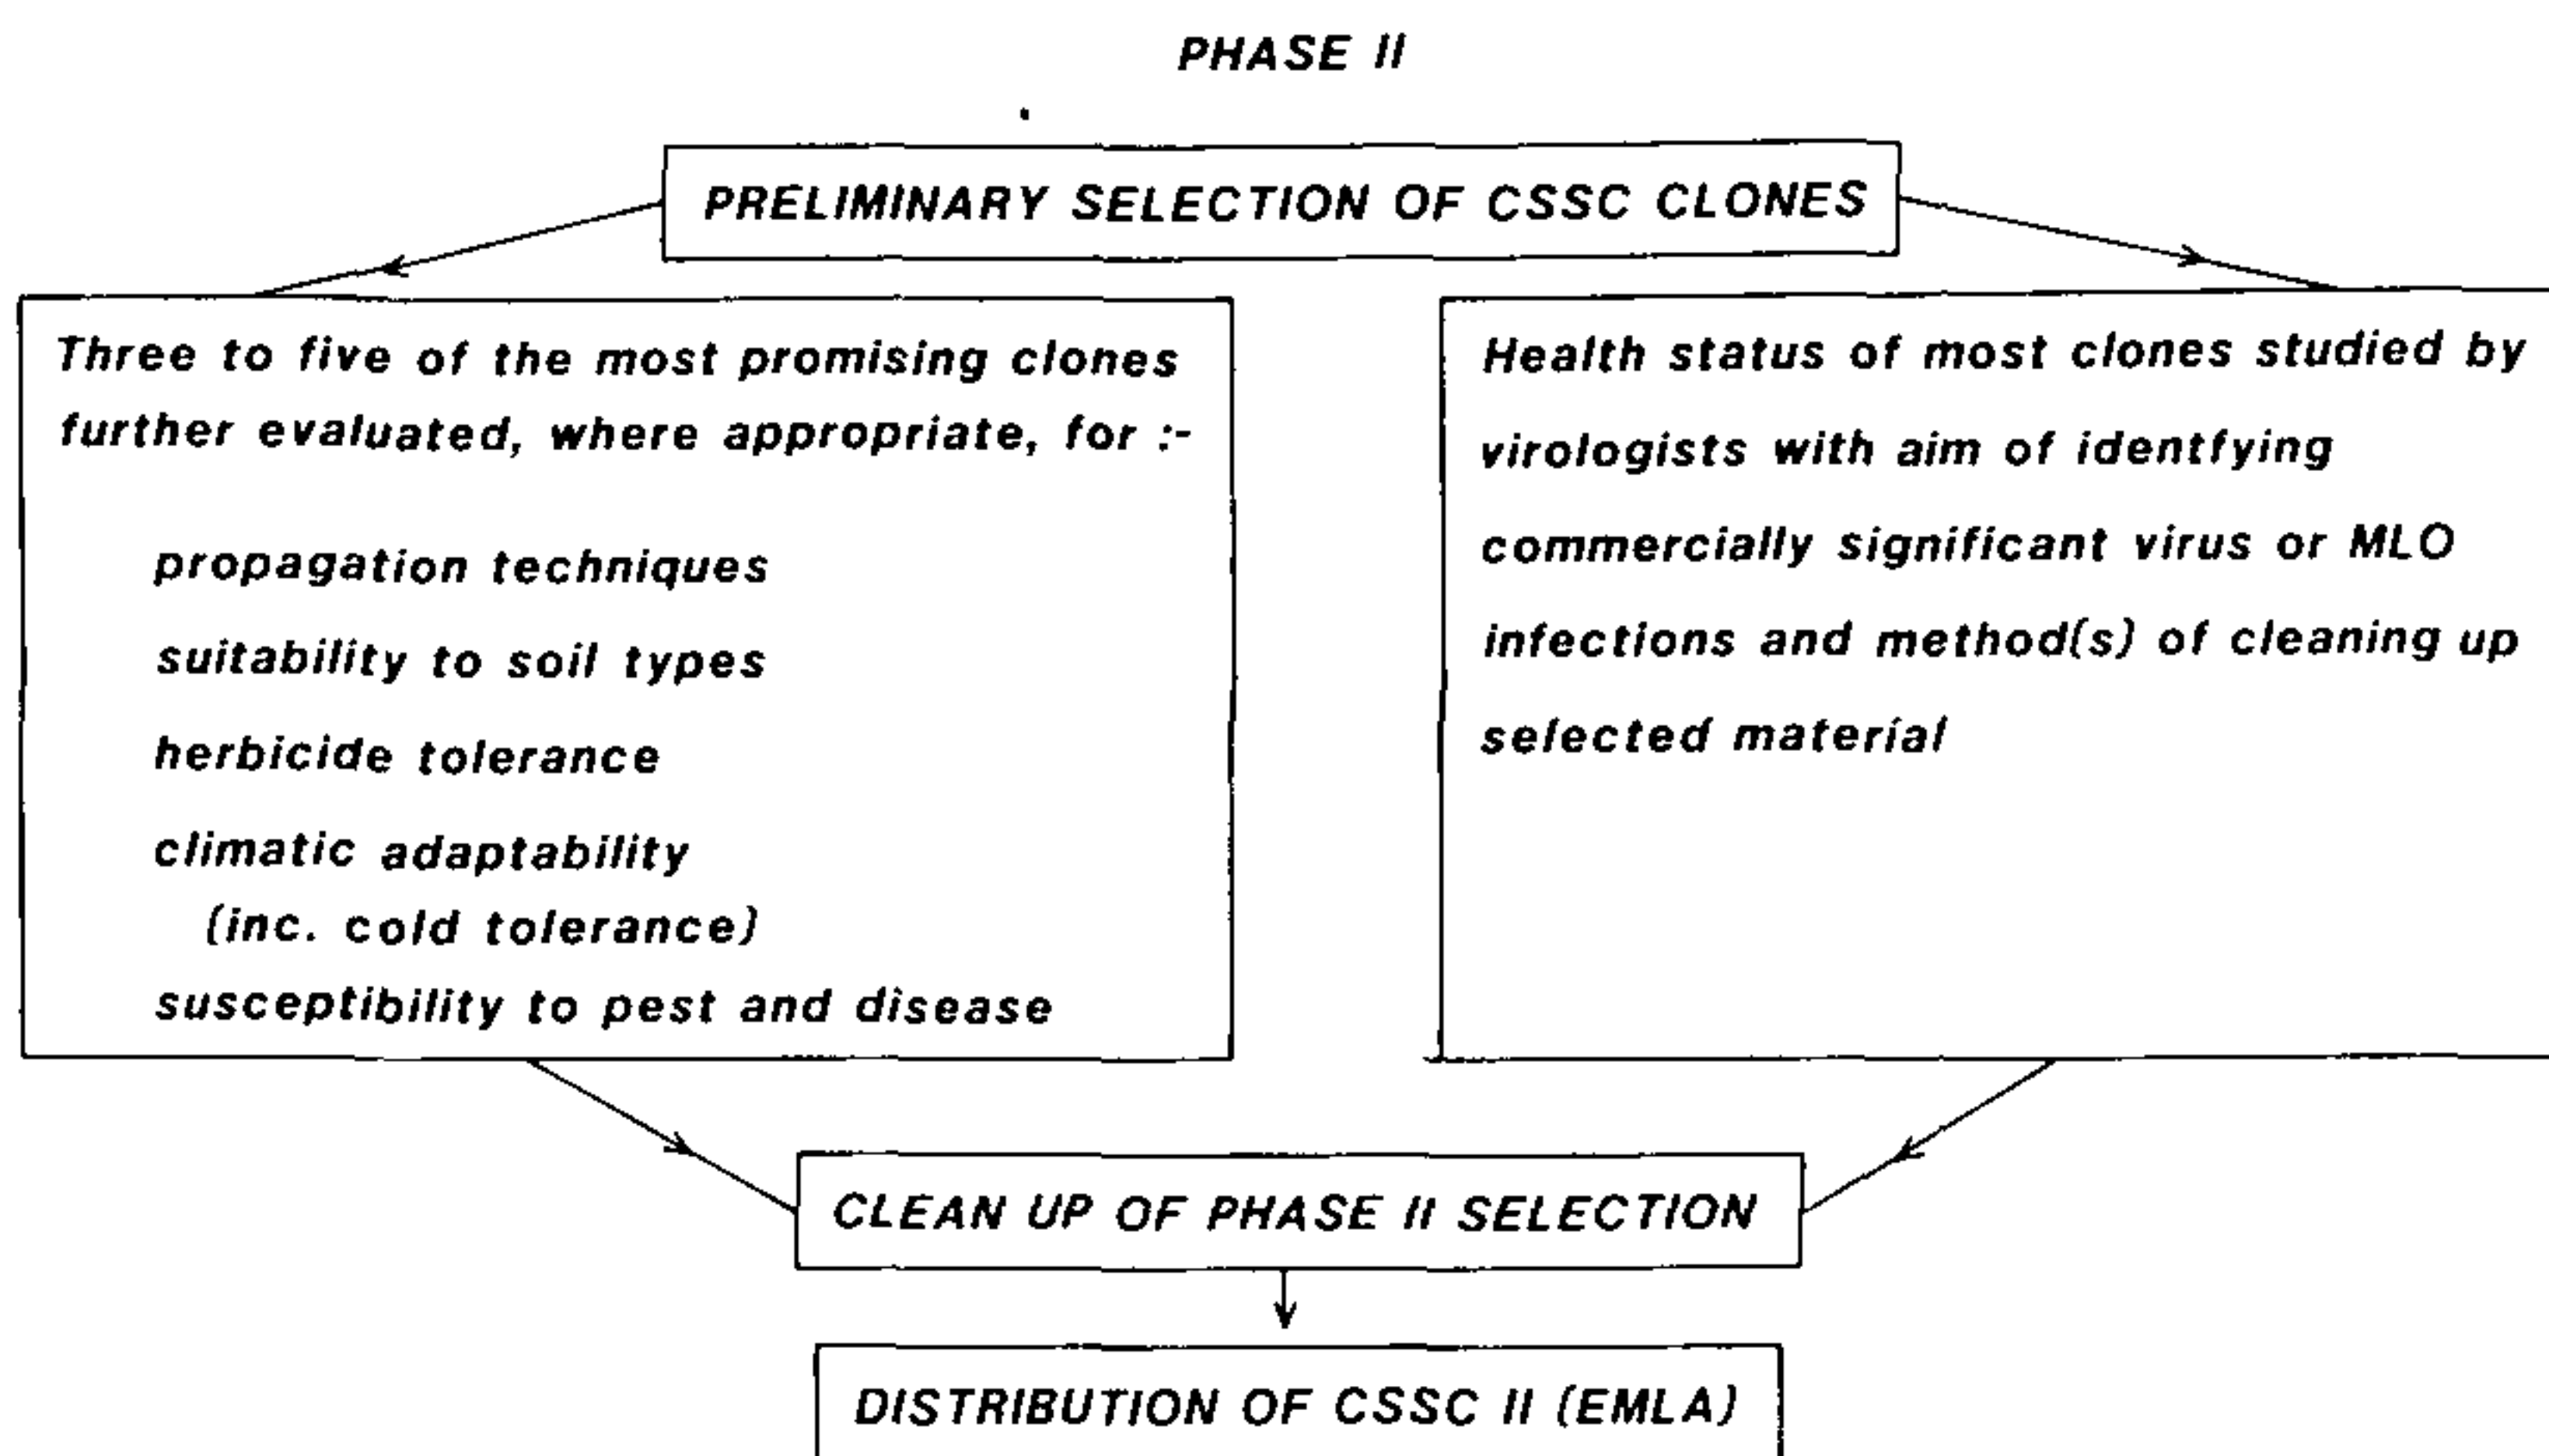 PHASE II
PRELIMINARY SELECTION OF CSSC CLONES
Three to five of the most promising clones
further evaluated, where appropriate, for :-
propagation techniques
suitability to soil types
herbicide tolerance
climatic adaptability
(inc. cold tolerance)
susceptibility to pest and disease
Health status of most clones studied by
virologists with aim of identfying
commercially significant virus or MLO
infections and method(s) of cleaning up
selected material
CLEAN UP OF PHASE II SELECTION
DISTRIBUTION OF CSSC II (EMLA)